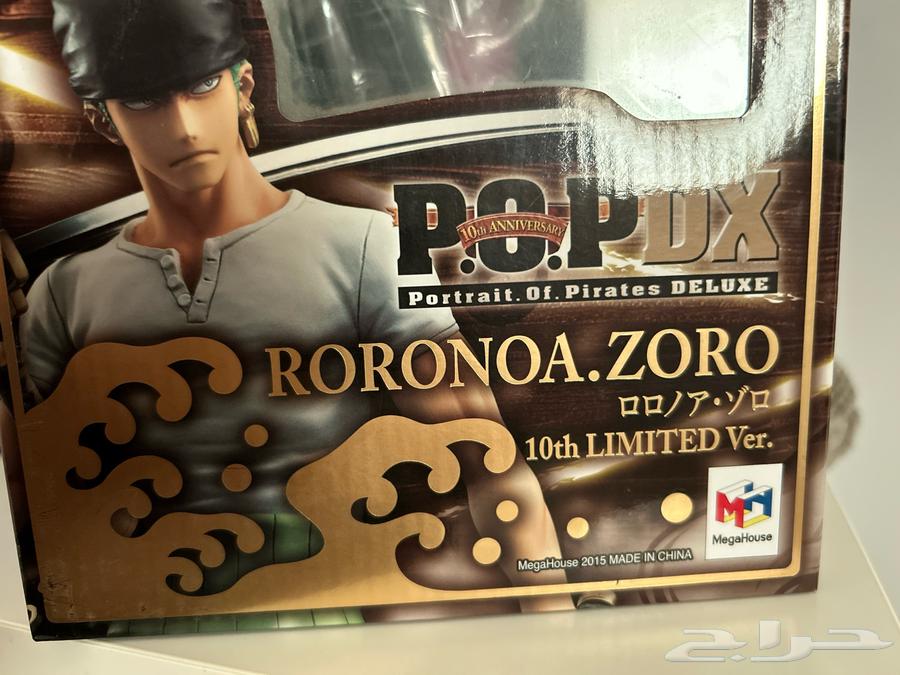 P.O.P DX
10th ANNIVERSARY
Portrait.Of.Pirates DELUXE
RORONOA.ZORO
ロロノア・ゾロ
10th LIMITED Ver.
MH
MegaHouse
MegaHouse 2015 MADE IN CHINA
حراج